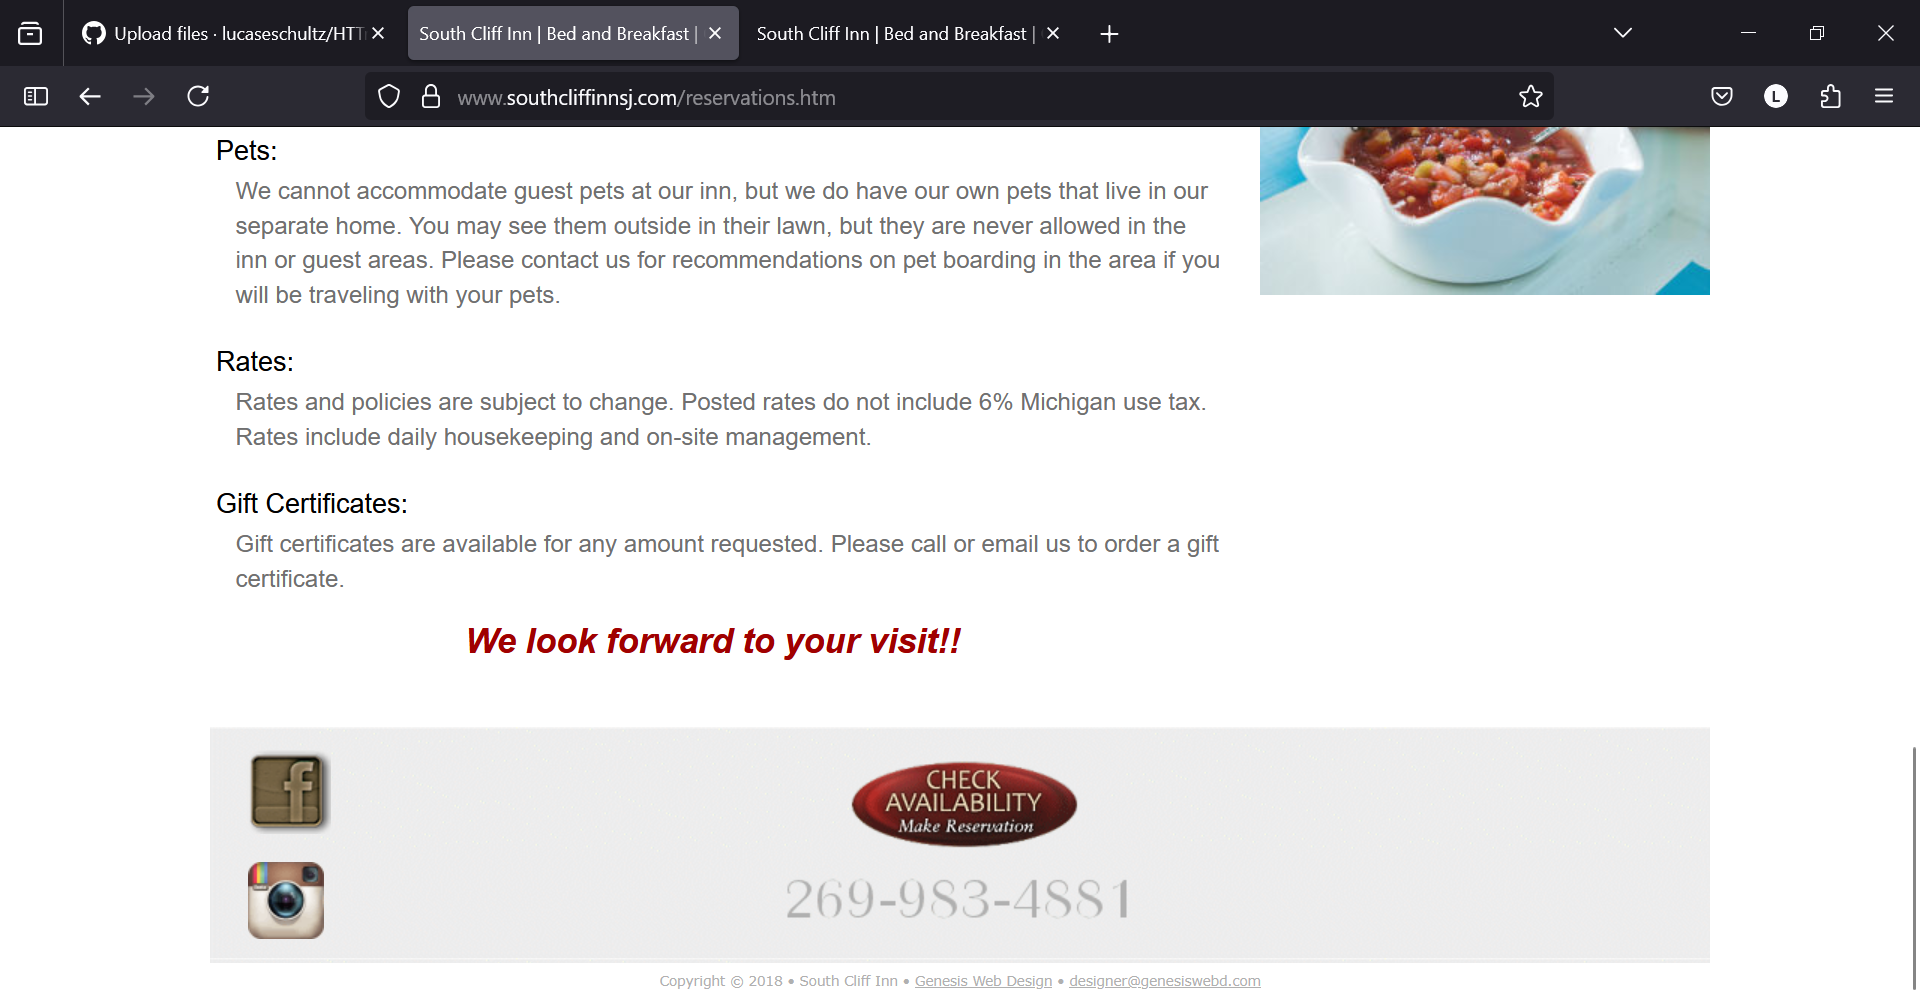 Upload files · lucaseschultz/HTT
South Cliff Inn | Bed and Breakfast |
South Cliff Inn | Bed and Breakfast |
L
www.southcliffinnsj.com/reservations.htm
Pets:
We cannot accommodate guest pets at our inn, but we do have our own pets that live in our
separate home. You may see them outside in their lawn, but they are never allowed in the
inn or guest areas. Please contact us for recommendations on pet boarding in the area if you
will be traveling with your pets.
Rates:
Rates and policies are subject to change. Posted rates do not include 6% Michigan use tax.
Rates include daily housekeeping and on-site management.
Gift Certificates:
Gift certificates are available for any amount requested. Please call or email us to order a gift
certificate.
We look forward to your visit!!
f
CHECK
AVAILABILITY
Make Reservation
269-983-4881
Copyright © 2018 • South Cliff Inn • Genesis Web Design • designer@genesiswebd.com